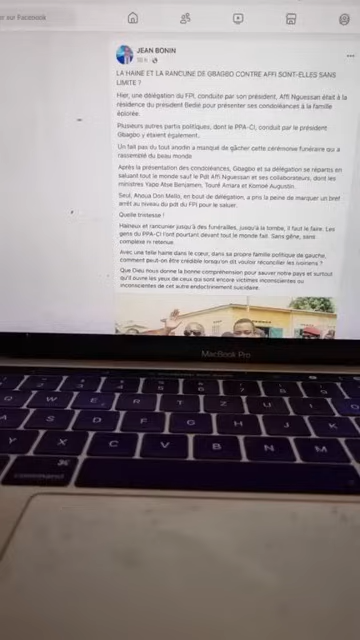 er sur Facebook
JEAN BONIN
LA HAINE ET LA RANCUNE DE GBAGBO CONTRE AFFI SONT-ELLES SANS
LIMITE ?
Hier, une délégation du FPI, conduite par son président, Affi Nguessan était à la
résidence du président Bedié pour présenter ses condoléances à la famille
éplorée.
Plusieurs autres partis politiques, dont le PPA-CI, conduit par le président
Gbagbo y étaient également.
Un fait pas du tout anodin a manqué de gâcher cette cérémonie funéraire qui a
rassemblé du beau monde.
Après la présentation des condoléances, Gbagbo et sa délégation se répartis en
saluant tout le monde sauf le Pdt Affi Nguessan et ses collaborateurs, dont les
ministres Yapo Atsé Benjamin, Touré Amara et Komoé Augustin.
Seul, Anoua Don Mello, en bout de délégation, a pris la peine de marquer un bref
arrêt au niveau du pdt du FPI pour le saluer.
Quelle tristesse !
Haineux et rancunier jusqu'à des funérailles, jusqu'à la tombe, il faut le faire. Les
gens du PPA-CI l'ont pourtant devant tout le monde fait. Sans gêne, sans
complexe ni retenue.
Avec une telle haine dans le cœur, dans sa propre famille politique de gauche,
comment peut-on être crédible lorsqu'on dit vouloir réconcilier les ivoiriens ?
Que Dieu nous donne la bonne compréhension pour sauver notre pays et surtout
qu'il ouvre les yeux de ceux qui sont encore victimes inconscientes ou
inconscientes de cet autre endoctrinement suicidaire.
MacBook Pro
Q W E R T Z U I O
A S D F G H J K
Y X C V B N M
command